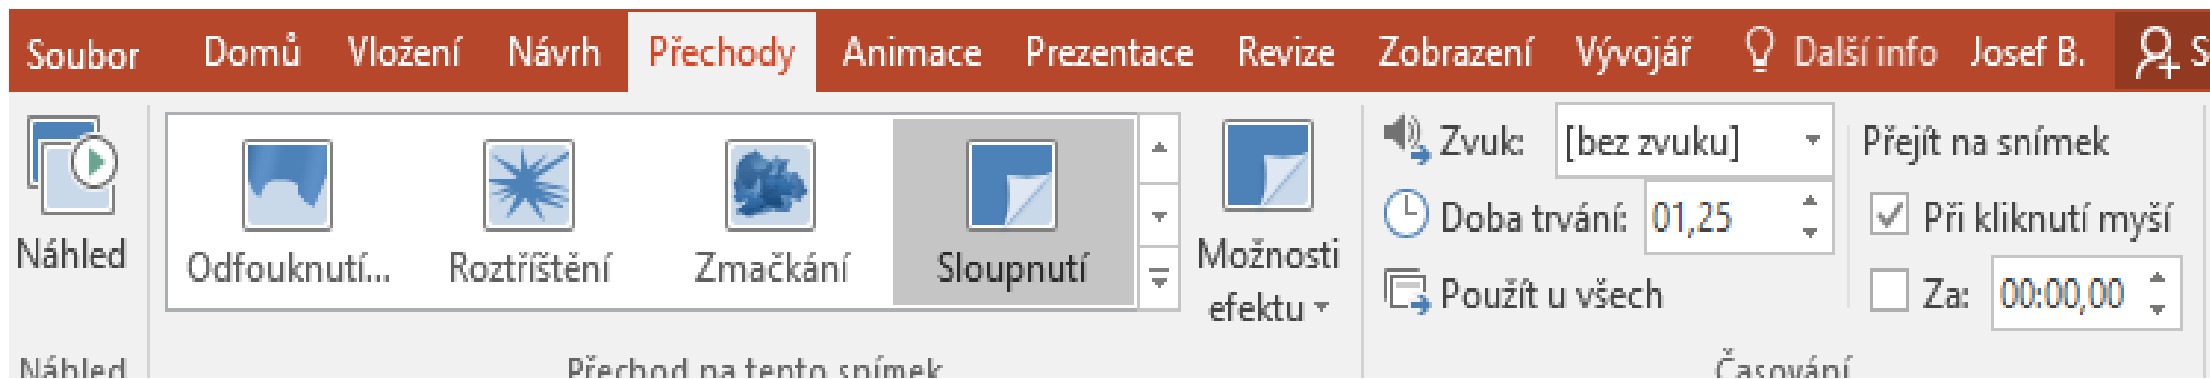 Soubor Domů Vložení Návrh Přechody Animace Prezentace Revize Zobrazení Vývojář Další info Josef B. S
Náhled
Odfouknutí... Roztříštění Zmačkání Sloupnutí
Možnosti
efektu
Zvuk: [bez zvuku]
Doba trvání: 01,25
Použít u všech
Přejít na snímek
Při kliknutí myší
Za: 00:00,00
Náhled Přechod na tento snímek Časování